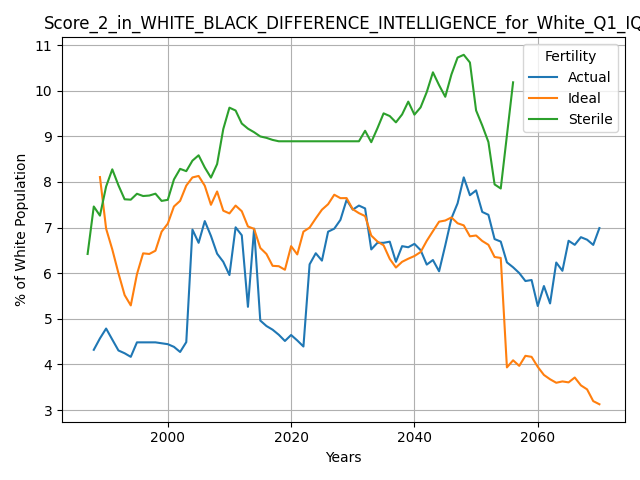 Score_2_in_WHITE_BLACK_DIFFERENCE_INTELLIGENCE_for_White_Q1_IQ
11
10
9
8
7
6
5
4
3
% of White Population
Fertility
Actual
Ideal
Sterile
2000 2020 2040 2060
Years